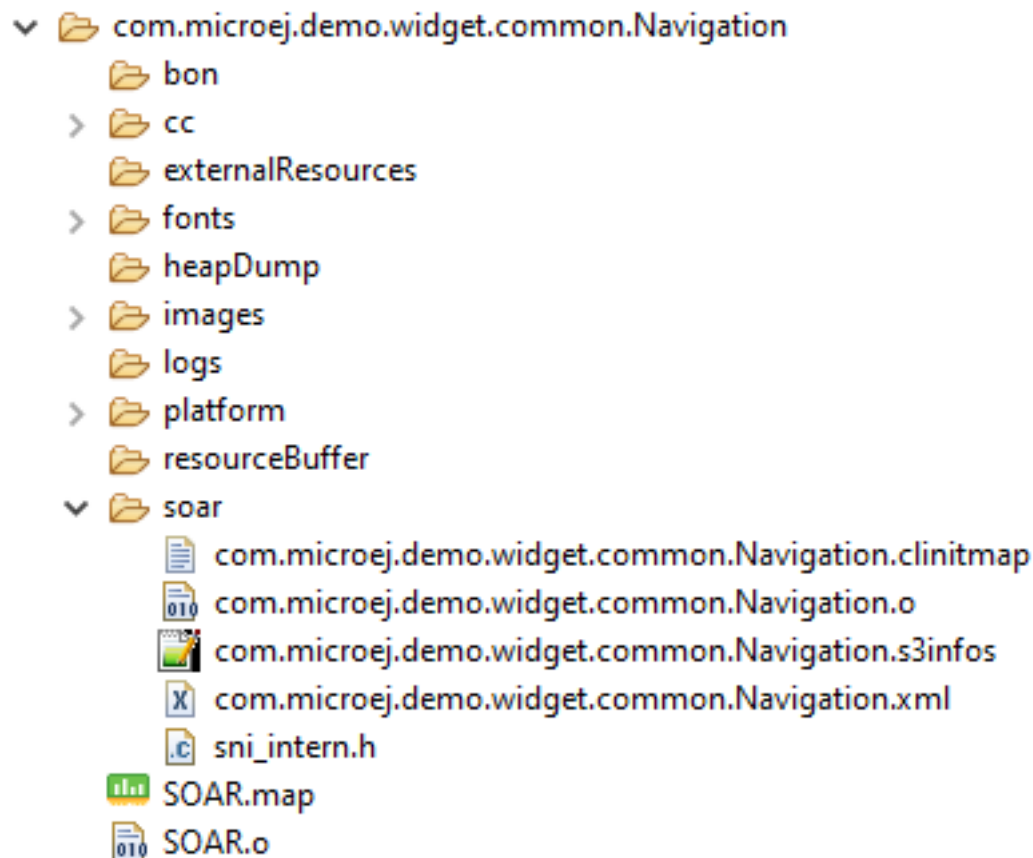 com.microej.demo.widget.common.Navigation
bon
cc
externalResources
fonts
heapDump
images
logs
platform
resourceBuffer
soar
com.microej.demo.widget.common.Navigation.clinitmap
com.microej.demo.widget.common.Navigation.o
com.microej.demo.widget.common.Navigation.s3infos
com.microej.demo.widget.common.Navigation.xml
sni_intern.h
SOAR.map
SOAR.o